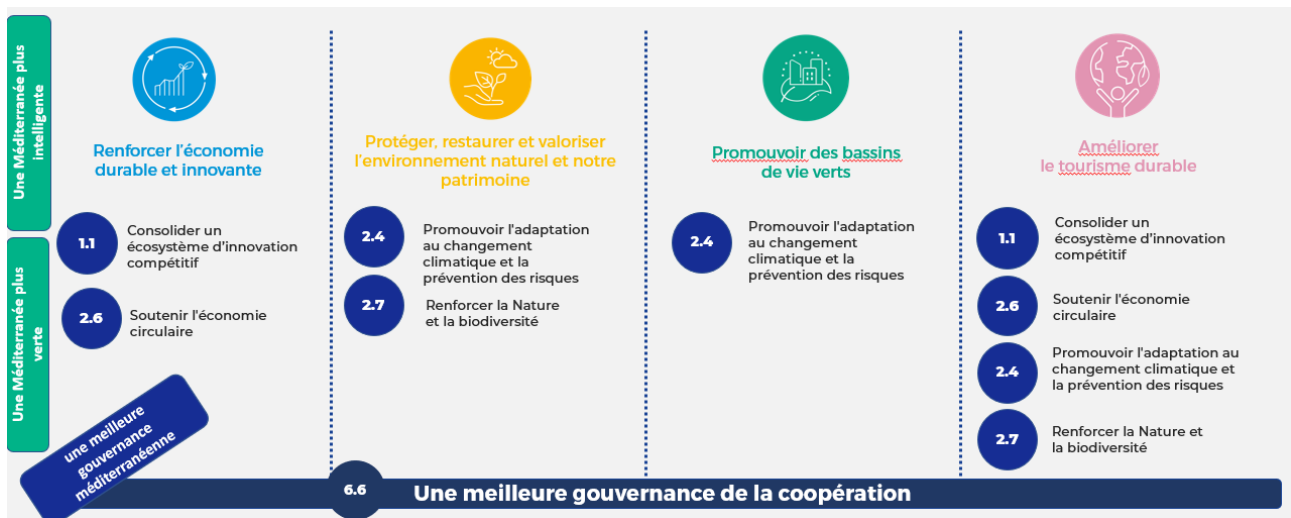 Une Méditerranée plus
intelligente
Une Méditerranée plus
verte
une meilleure
gouvernance
méditerranéenne
Renforcer l’économie
durable et innovante
1.1
Consolider un
écosystème d’innovation
compétitif
2.6
Soutenir l'économie
circulaire
Protéger, restaurer et valoriser
l’environnement naturel et notre
patrimoine
2.4
Promouvoir l'adaptation
au changement
climatique et la
prévention des risques
2.7
Renforcer la Nature
et la biodiversité
Promouvoir des bassins
de vie verts
2.4
Promouvoir l'adaptation
au changement
climatique et la
prévention des risques
Améliorer
le tourisme durable
1.1
Consolider un
écosystème d’innovation
compétitif
2.6
Soutenir l'économie
circulaire
2.4
Promouvoir l'adaptation au
changement climatique et
la prévention des risques
2.7
Renforcer la Nature et
la biodiversité
6.6
Une meilleure gouvernance de la coopération